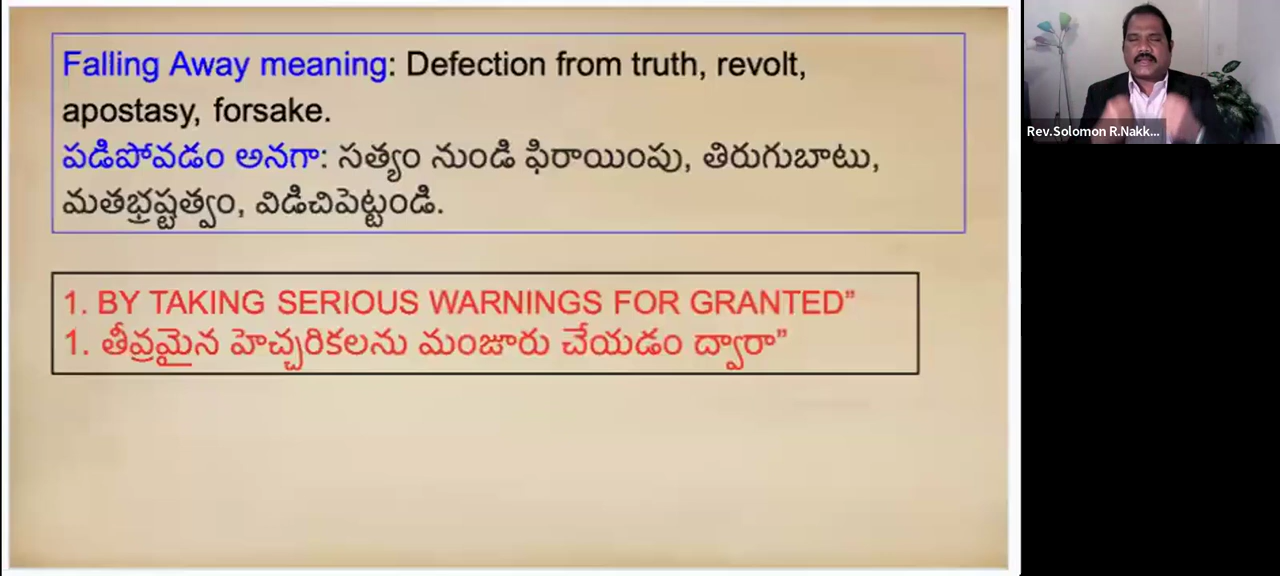 Falling Away meaning: Defection from truth, revolt,
apostasy, forsake.
పడిపోవడం అనగా: సత్యం నుండి ఫిరాయింపు, తిరుగుబాటు,
మతభ్రష్టత్వం, విడిచిపెట్టండి.
1. BY TAKING SERIOUS WARNINGS FOR GRANTED”
1. తీవ్రమైన హెచ్చరికలను మంజూరు చేయడం ద్వారా”
Rev.Solomon R.Nakk...